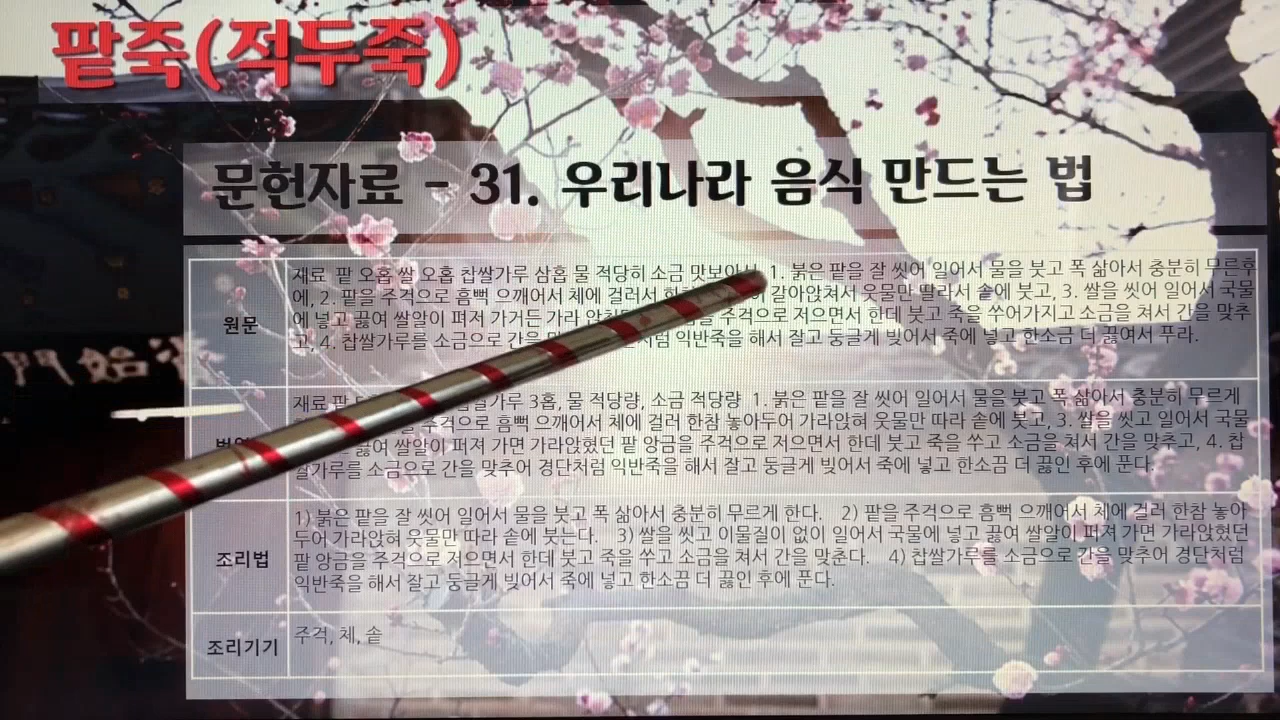 팥죽(적두죽)
문헌자료 - 31. 우리나라 음식 만드는 법
원문
재료 팥 오홉 쌀 오홉 찹쌀가루 삼홉 물 적당히 소금 맛보아서 1. 붉은 팥을 잘 씻어 일어서 물을 붓고 폭 삶아서 충분히 무른후
에, 2. 팥을 주걱으로 흠뻑 으깨어서 체에 걸러서 갈아앉쳐서 웃물만 딸라서 솥에 붓고, 3. 쌀을 씻어 일어서 국물
에 넣고 끓여 쌀알이 퍼져 가거든 가라 주걱으로 저으면서 한데 붓고 죽을 쑤어가지고 소금을 쳐서 간을 맞추
고, 4. 찹쌀가루를 소금으로 간을 익반죽을 해서 잘고 둥글게 빚어서 죽에 넣고 한소금 더 끓여서 푸라.
재료 팥 찹쌀가루 3홉, 물 적당량, 소금 적당량 1. 붉은 팥을 잘 씻어 일어서 물을 붓고 폭 삶아서 충분히 무르게
주걱으로 흠뻑 으깨어서 체에 걸러 한참 놓아두어 가라앉혀 웃물만 따라 솥에 붓고, 3. 쌀을 씻고 일어서 국물
끓여 쌀알이 퍼져 가면 가라앉혔던 팥 앙금을 주걱으로 저으면서 한데 붓고 죽을 쑤고 소금을 쳐서 간을 맞추고, 4. 찹
쌀가루를 소금으로 간을 맞추어 경단처럼 익반죽을 해서 잘고 둥글게 빚어서 죽에 넣고 한소끔 더 끓인 후에 푼다.
조리법
1) 붉은 팥을 잘 씻어 일어서 물을 붓고 폭 삶아서 충분히 무르게 한다. 2) 팥을 주걱으로 흠뻑 으깨어서 체에 걸러 한참 놓아
두어 가라앉혀 웃물만 따라 솥에 붓는다. 3) 쌀을 씻고 이물질이 없이 일어서 국물에 넣고 끓여 쌀알이 퍼져 가면 가라앉혔던
팥 앙금을 주걱으로 저으면서 한데 붓고 죽을 쑤고 소금을 쳐서 간을 맞춘다. 4) 찹쌀가루를 소금으로 간을 맞추어 경단처럼
익반죽을 해서 잘고 둥글게 빚어서 죽에 넣고 한소끔 더 끓인 후에 푼다.
조리기기
주걱, 체, 솥